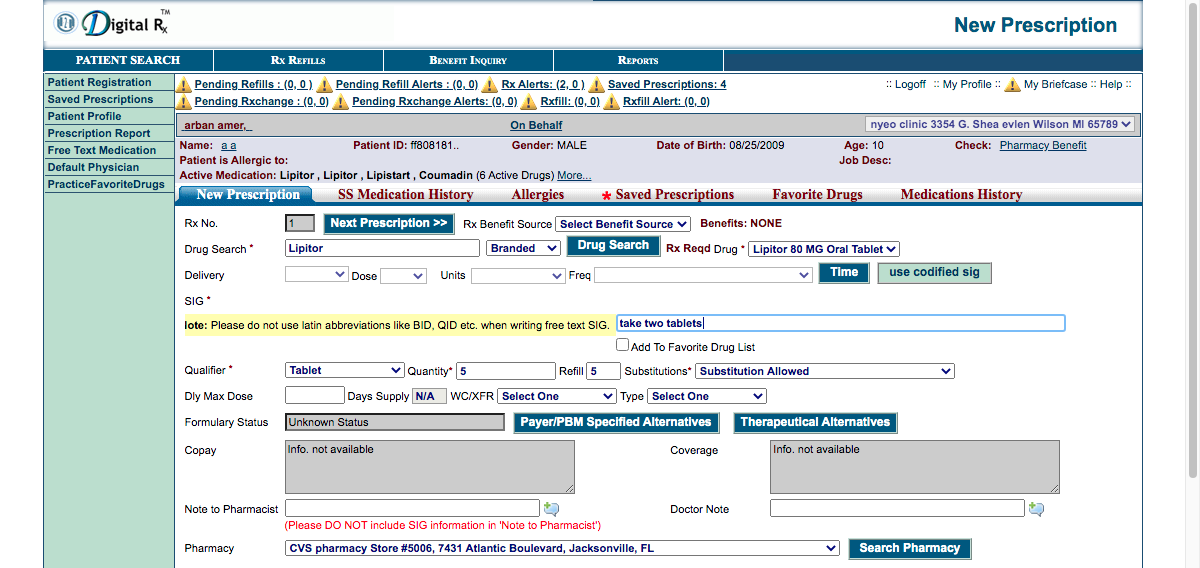 Digital Rx TM
New Prescription
PATIENT SEARCH RX REFILLS BENEFIT INQUIRY REPORTS
Patient Registration
Saved Prescriptions
Patient Profile
Prescription Report
Free Text Medication
Default Physician
PracticeFavoriteDrugs
Pending Refills : (0, 0 ) Pending Refill Alerts : (0, 0) Rx Alerts: (2, 0 ) Saved Prescriptions: 4 :: Logoff :: My Profile :: My Briefcase :: Help ::
Pending Rxchange : (0, 0) Pending Rxchange Alerts: (0, 0) Rxfill: (0, 0) Rxfill Alert: (0, 0)
arban amer,_ On Behalf nyeo clinic 3354 G. Shea evlen Wilson MI 65789
Name: a a Patient ID: ff808181.. Gender: MALE Date of Birth: 08/25/2009 Age: 10 Check: Pharmacy Benefit
Patient is Allergic to: Job Desc:
Active Medication: Lipitor , Lipitor , Lipistart , Coumadin (6 Active Drugs) More...
New Prescription SS Medication History Allergies * Saved Prescriptions Favorite Drugs Medications History
Rx No. 1 Next Prescription >> Rx Benefit Source Select Benefit Source Benefits: NONE
Drug Search * Lipitor Branded Drug Search Rx Reqd Drug * Lipitor 80 MG Oral Tablet
Delivery Dose Units Freq Time use codified sig
SIG *
lote: Please do not use latin abbreviations like BID, QID etc. when writing free text SIG. take two tablets
Add To Favorite Drug List
Qualifier * Tablet Quantity* 5 Refill 5 Substitutions* Substitution Allowed
Dly Max Dose Days Supply N/A WC/XFR Select One Type Select One
Formulary Status Unknown Status Payer/PBM Specified Alternatives Therapeutical Alternatives
Copay Info. not available Coverage Info. not available
Note to Pharmacist Doctor Note
(Please DO NOT include SIG information in 'Note to Pharmacist')
Pharmacy CVS pharmacy Store #5006, 7431 Atlantic Boulevard, Jacksonville, FL Search Pharmacy